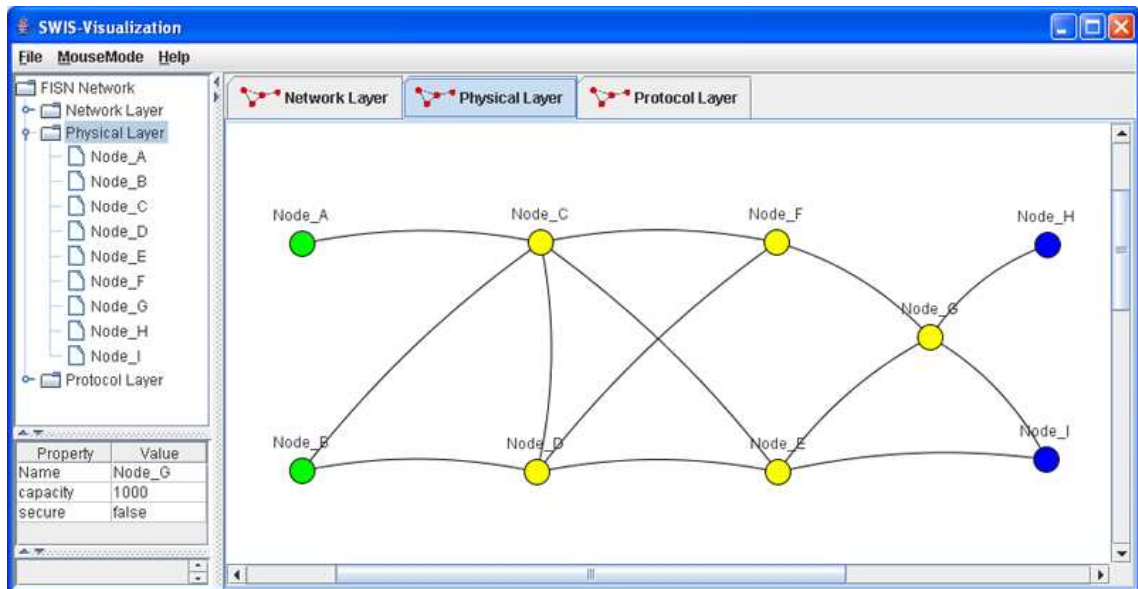 SWIS-Visualization
File MouseMode Help
FISN Network
Network Layer
Physical Layer
Node_A
Node_B
Node_C
Node_D
Node_E
Node_F
Node_G
Node_H
Node_I
Protocol Layer
Property Value
Name Node_G
capacity 1000
secure false
Network Layer Physical Layer Protocol Layer
Node_A
Node_C
Node_F
Node_H
Node_G
Node_B
Node_D
Node_E
Node_I